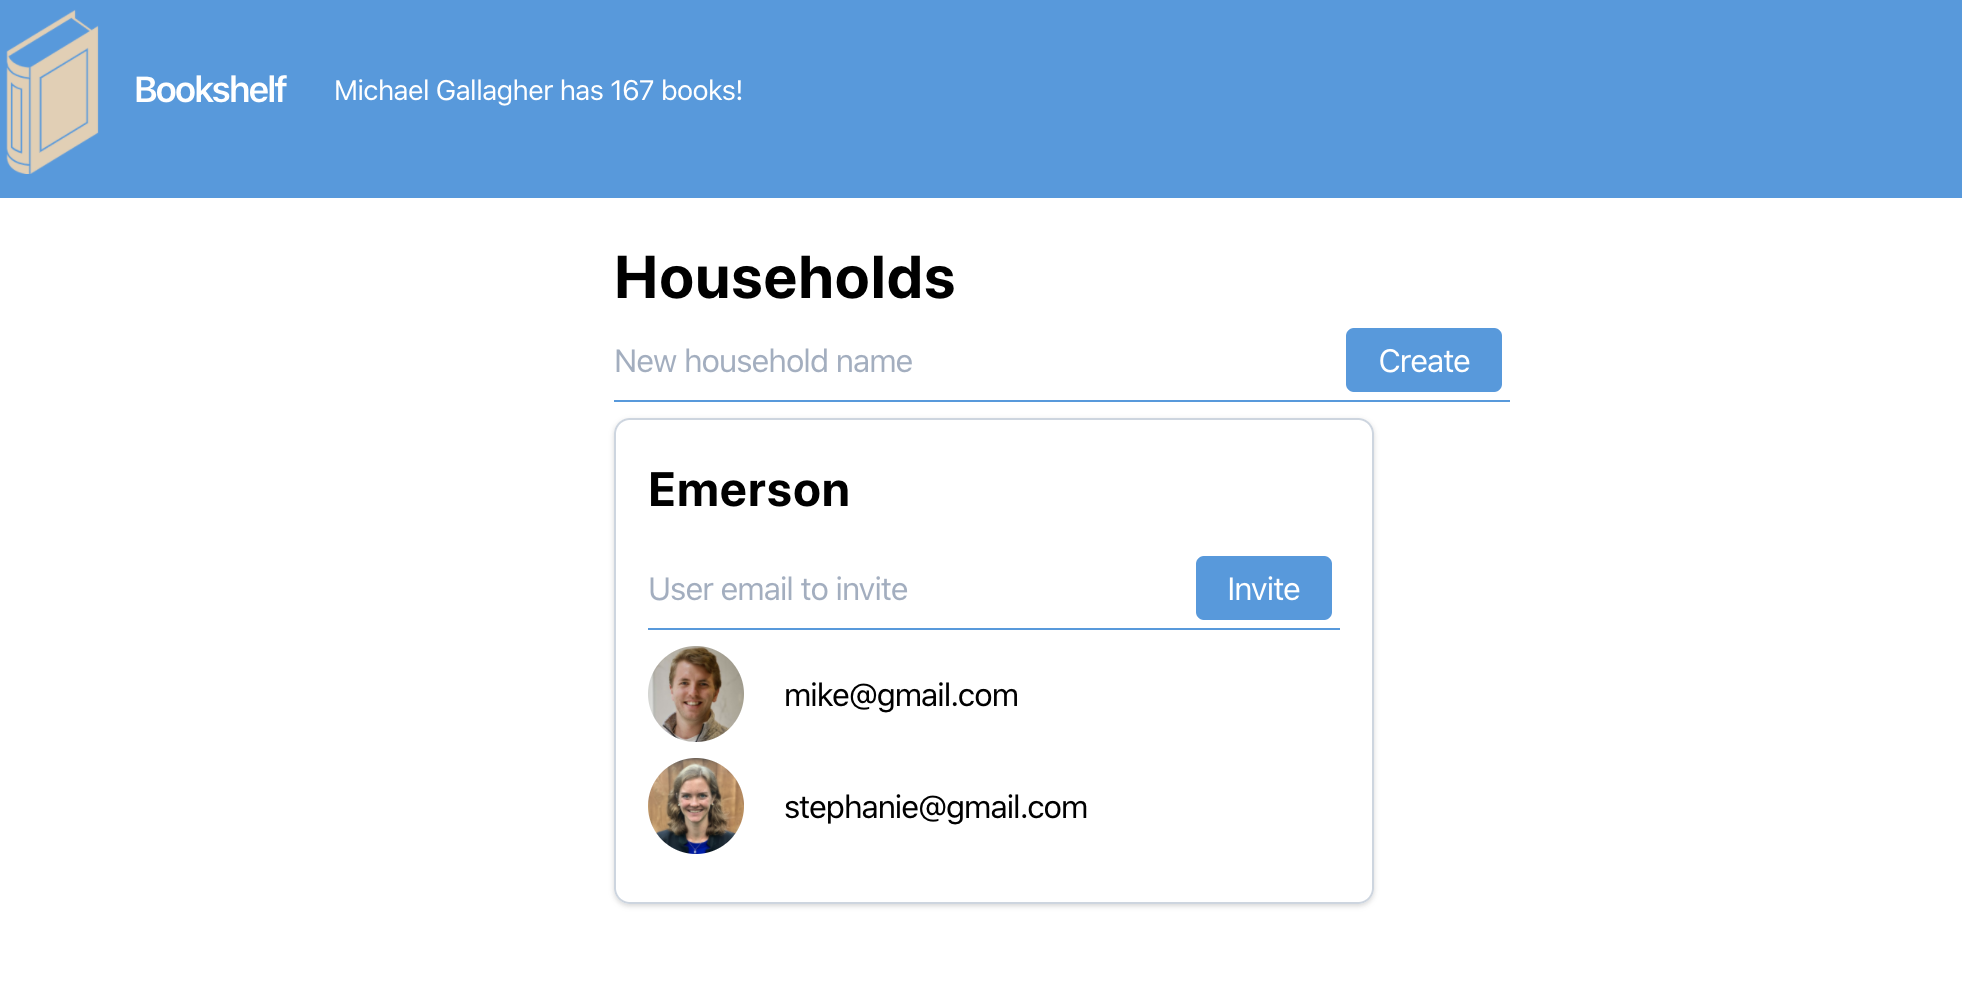 Bookshelf
Michael Gallagher has 167 books!
Households
New household name
Create
Emerson
User email to invite
Invite
mike@gmail.com
stephanie@gmail.com